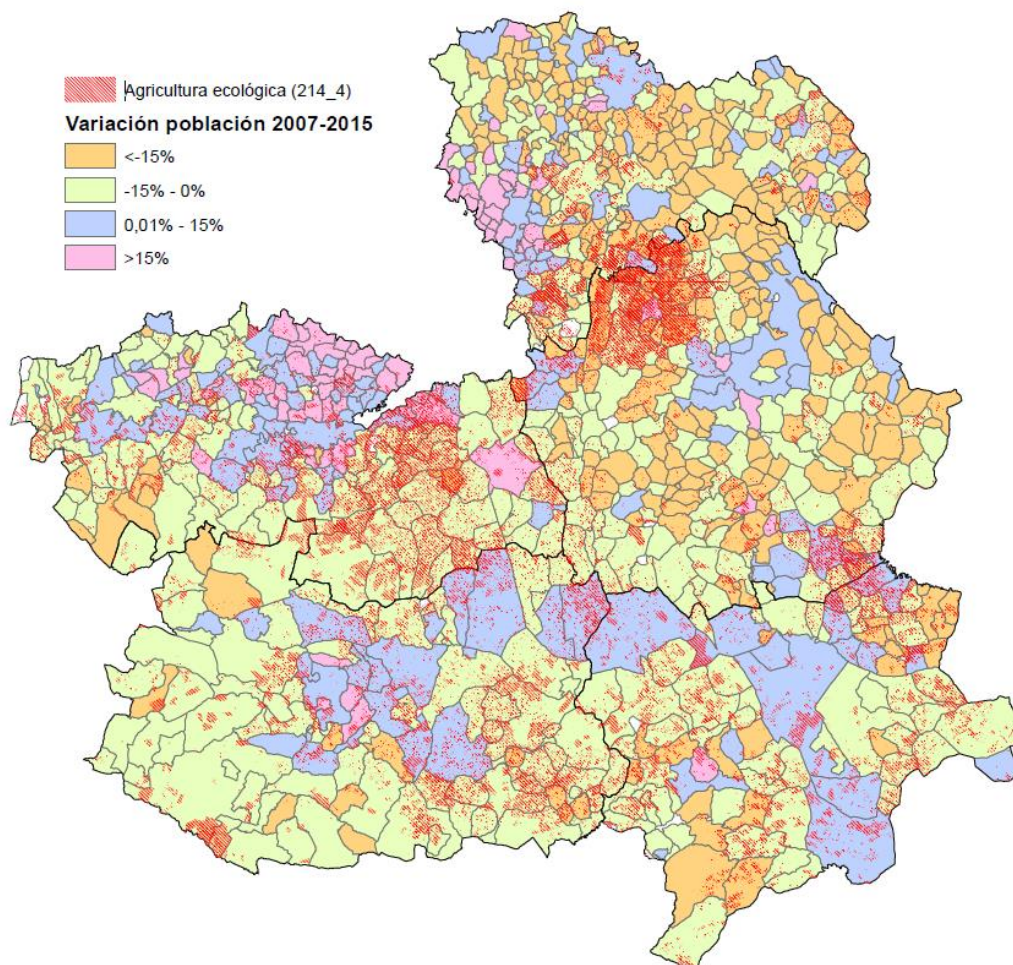 Agricultura ecológica (214_4)
Variación población 2007-2015
<-15%
-15% - 0%
0,01% - 15%
>15%